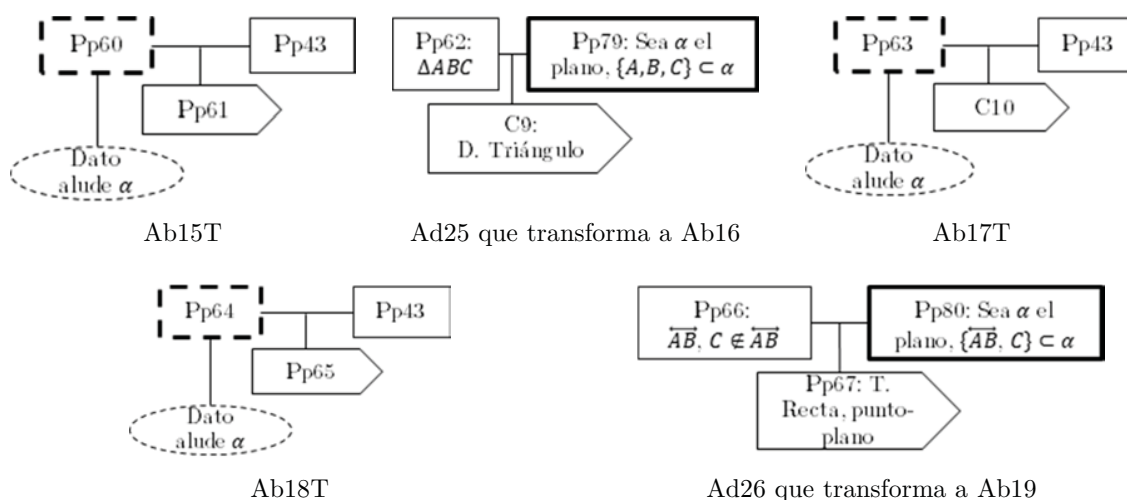 Pp60
Pp43
Pp61
Dato
alude α
Ab15T
Pp62:
ΔABC
Pp79: Sea α el
plano, {A,B,C} ⊂ α
C9:
D. Triángulo
Ad25 que transforma a Ab16
Pp63
Pp43
C10
Dato
alude α
Ab17T
Pp64
Pp43
Pp65
Dato
alude α
Ab18T
Pp66:
A͡B⃡, C ∉ AB⃡
Pp80: Sea α el
plano, {AB⃡, C} ⊂ α
Pp67: T.
Recta, punto-
plano
Ad26 que transforma a Ab19